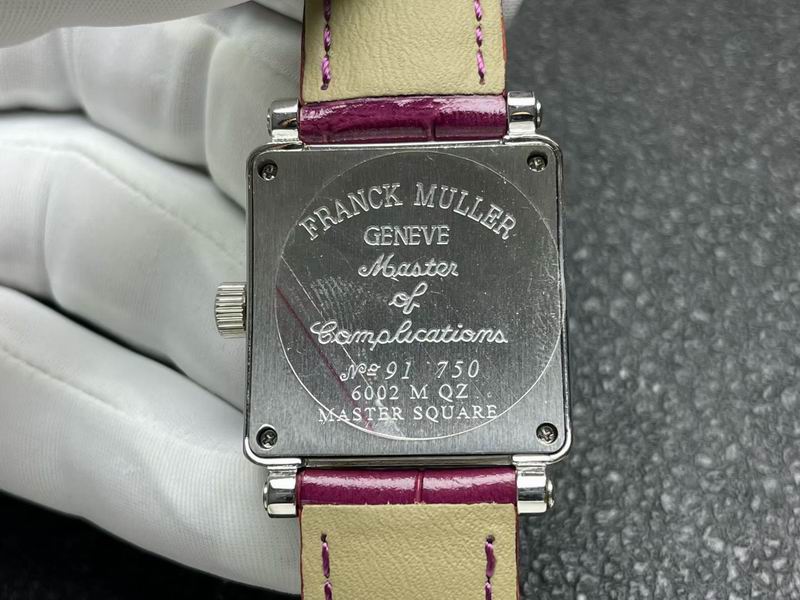 FRANCK MULLER
GENEVE
Master
of
Complications
Nº 91 750
6002 M QZ
MASTER SQUARE